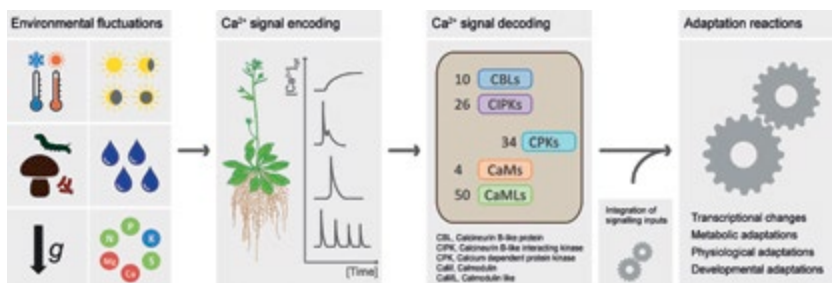 Environmental fluctuations
g
N
P
K
S
Ca
Mg
Ca²⁺ signal encoding
[Ca²⁺]cyt
[Time]
Ca²⁺ signal decoding
10 CBLs
26 CIPKs
34 CPKs
4 CaMs
50 CaMLs
CBL, Calcineurin B-like protein
CIPK, Calcineurin B-like interacting kinase
CPK, Calcium dependent protein kinase
CaM, Calmodulin
CaML, Calmodulin like
Integration of
signalling inputs
Adaptation reactions
Transcriptional changes
Metabolic adaptations
Physiological adaptations
Developmental adaptations